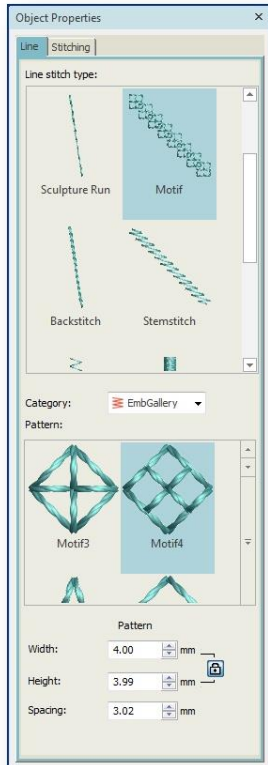 Object Properties
Line Stitching
Line stitch type:
Sculpture Run Motif
Backstitch Stemstitch
Category: EmbGallery
Pattern:
Motif3 Motif4
Pattern
Width: 4.00 mm
Height: 3.99 mm
Spacing: 3.02 mm